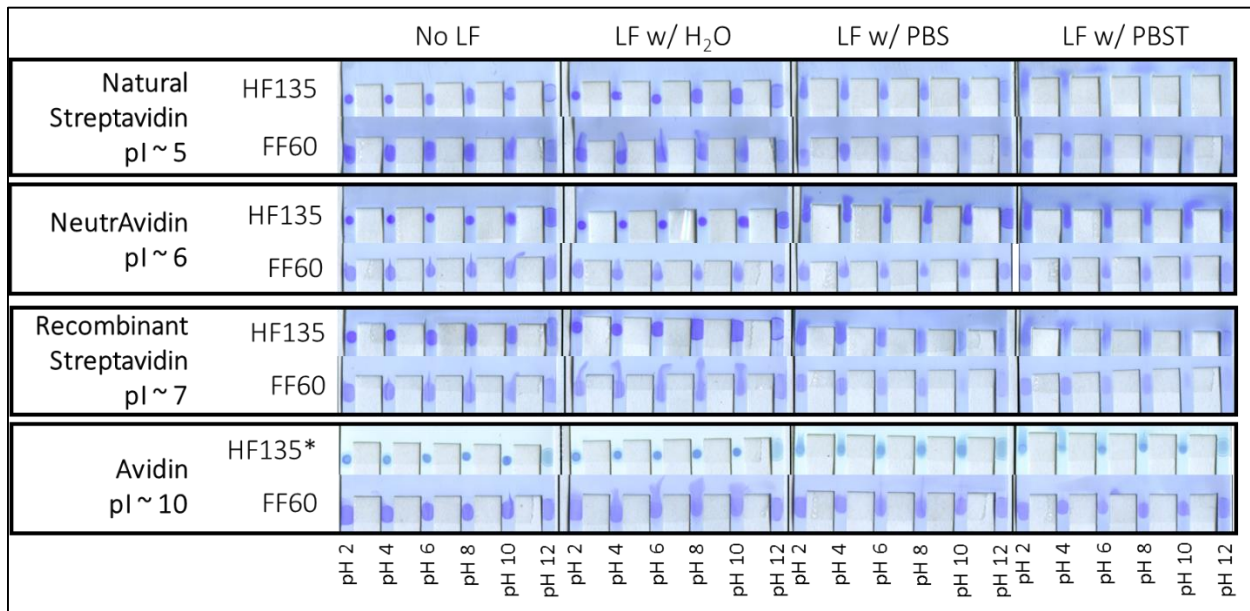 No LF LF w/ H₂O LF w/ PBS LF w/ PBST
Natural
Streptavidin
pI ~ 5
HF135
FF60
NeutrAvidin
pI ~ 6
HF135
FF60
Recombinant
Streptavidin
pI ~ 7
HF135
FF60
Avidin
pI ~ 10
HF135*
FF60
pH 2 pH 4 pH 6 pH 8 pH 10 pH 12 pH 2 pH 4 pH 6 pH 8 pH 10 pH 12 pH 2 pH 4 pH 6 pH 8 pH 10 pH 12 pH 2 pH 4 pH 6 pH 8 pH 10 pH 12